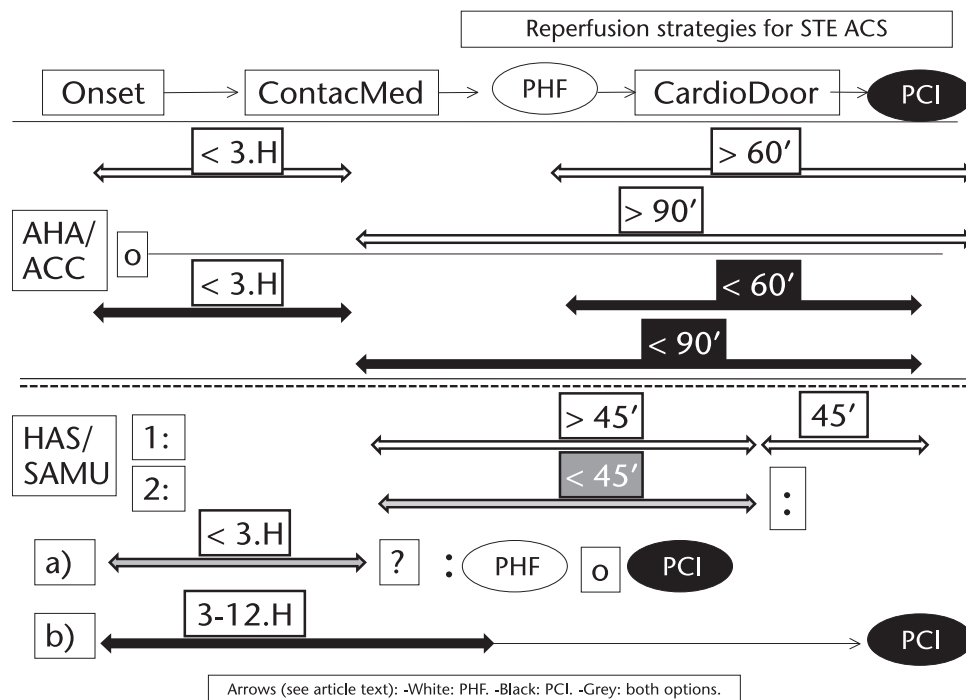 Reperfusion strategies for STE ACS
Onset ContacMed PHF CardioDoor PCI
< 3.H > 60′
> 90′
AHA/
ACC
o
< 3.H < 60′
< 90′
HAS/
SAMU
1: > 45′ 45′
2: < 45′ :
a) < 3.H ? : PHF o PCI
b) 3-12.H PCI
Arrows (see article text): -White: PHF. -Black: PCI. -Grey: both options.